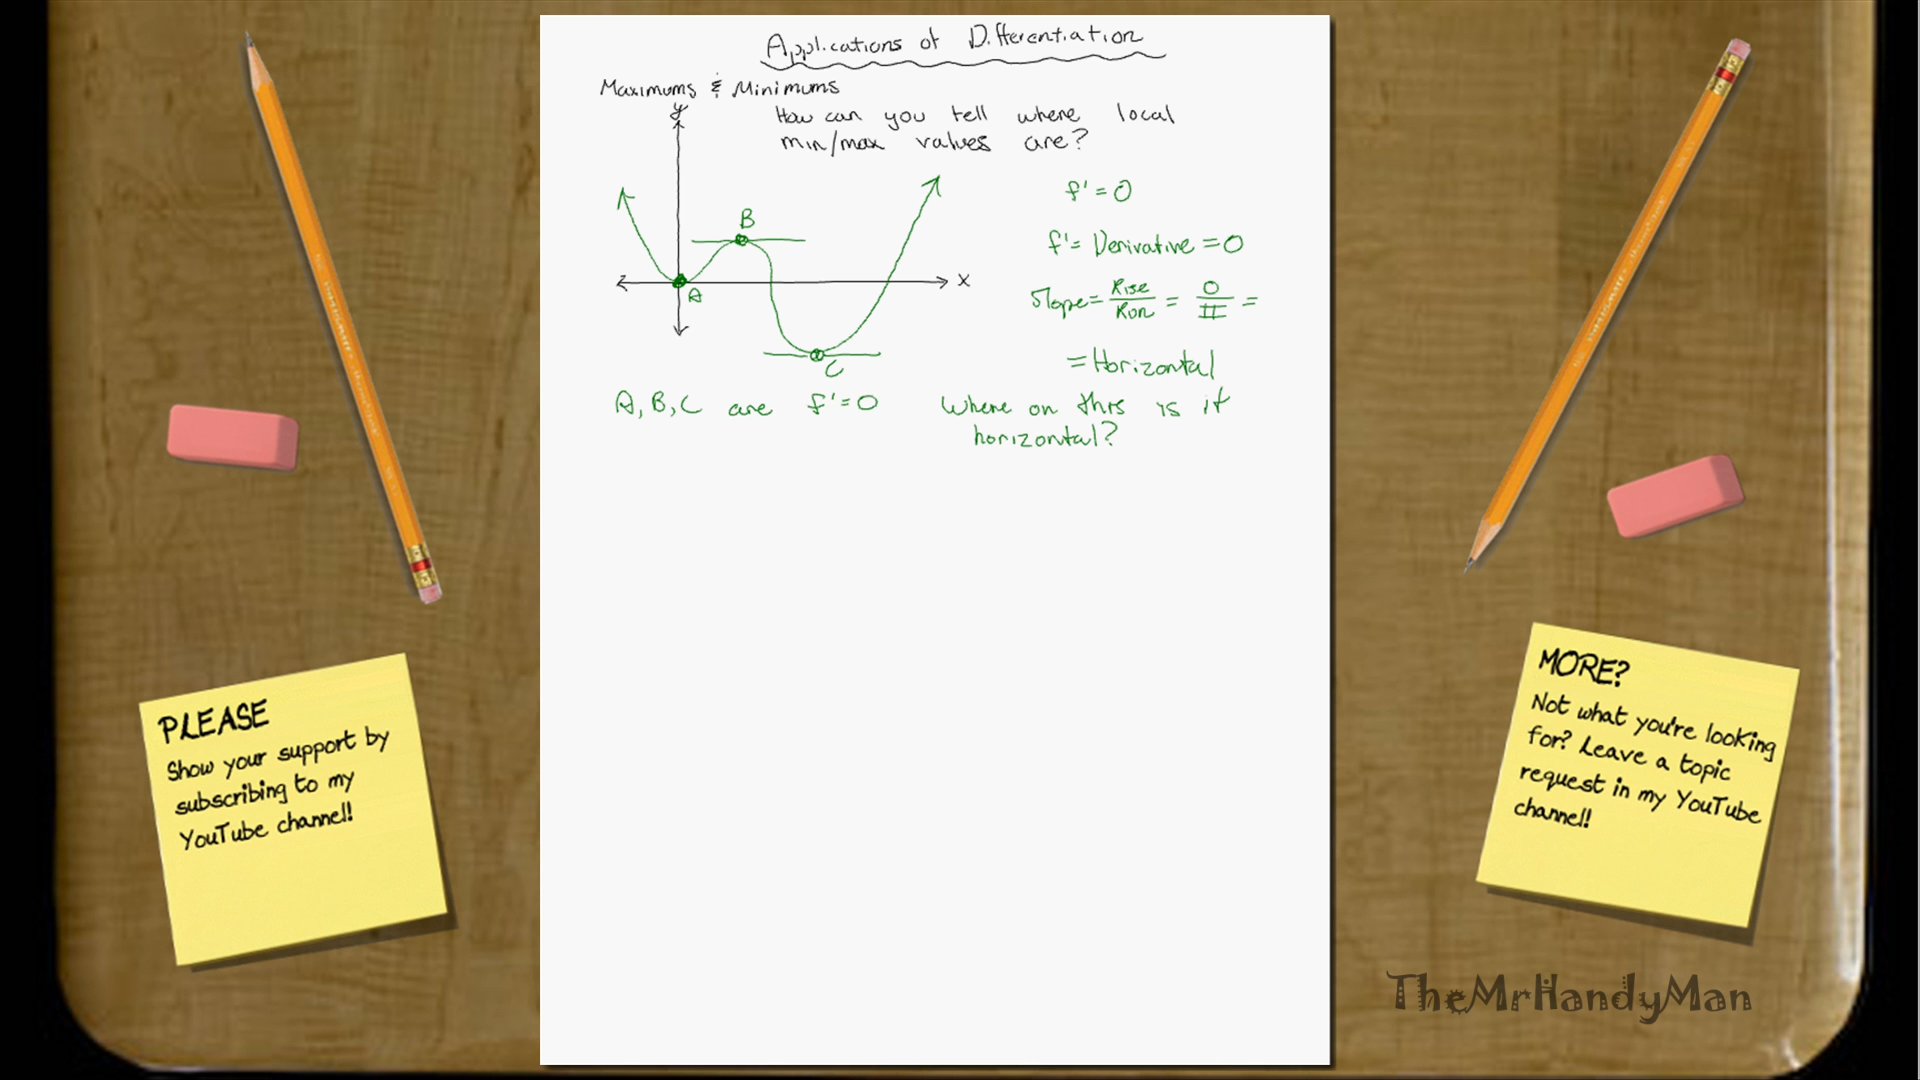 Applications of Differentiation
Maximums & Minimums
y
How can you tell where local
min/max values are?
f' = 0
B
f' = Derivative = 0
x
A
Slope = Rise/Run = 0/# =
= Horizontal
C
A, B, C are f' = 0
Where on this is it
horizontal?
PLEASE
Show your support by
subscribing to my
YouTube channel!
MORE?
Not what you're looking
for? Leave a topic
request in my YouTube
channel!
TheMrHandyMan